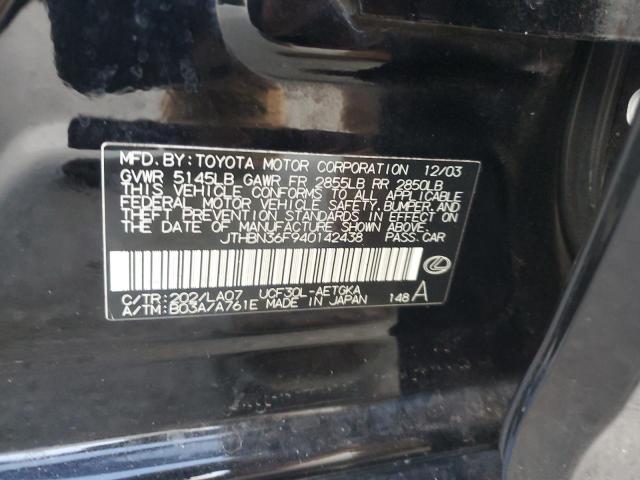 MFD. BY: TOYOTA MOTOR CORPORATION 12/03
GVWR 5145LB GAWR FR 2855LB RR 2850LB
THIS VEHICLE CONFORMS TO ALL APPLICABLE
FEDERAL MOTOR VEHICLE SAFETY, BUMPER, AND
THEFT PREVENTION STANDARDS IN EFFECT ON
THE DATE OF MANUFACTURE SHOWN ABOVE.
JTHBN36F940142438 PASS. CAR
C/TR: 202/LA07 UCF30L-AETGKA
A/TM: B03A/A761E MADE IN JAPAN 148 A